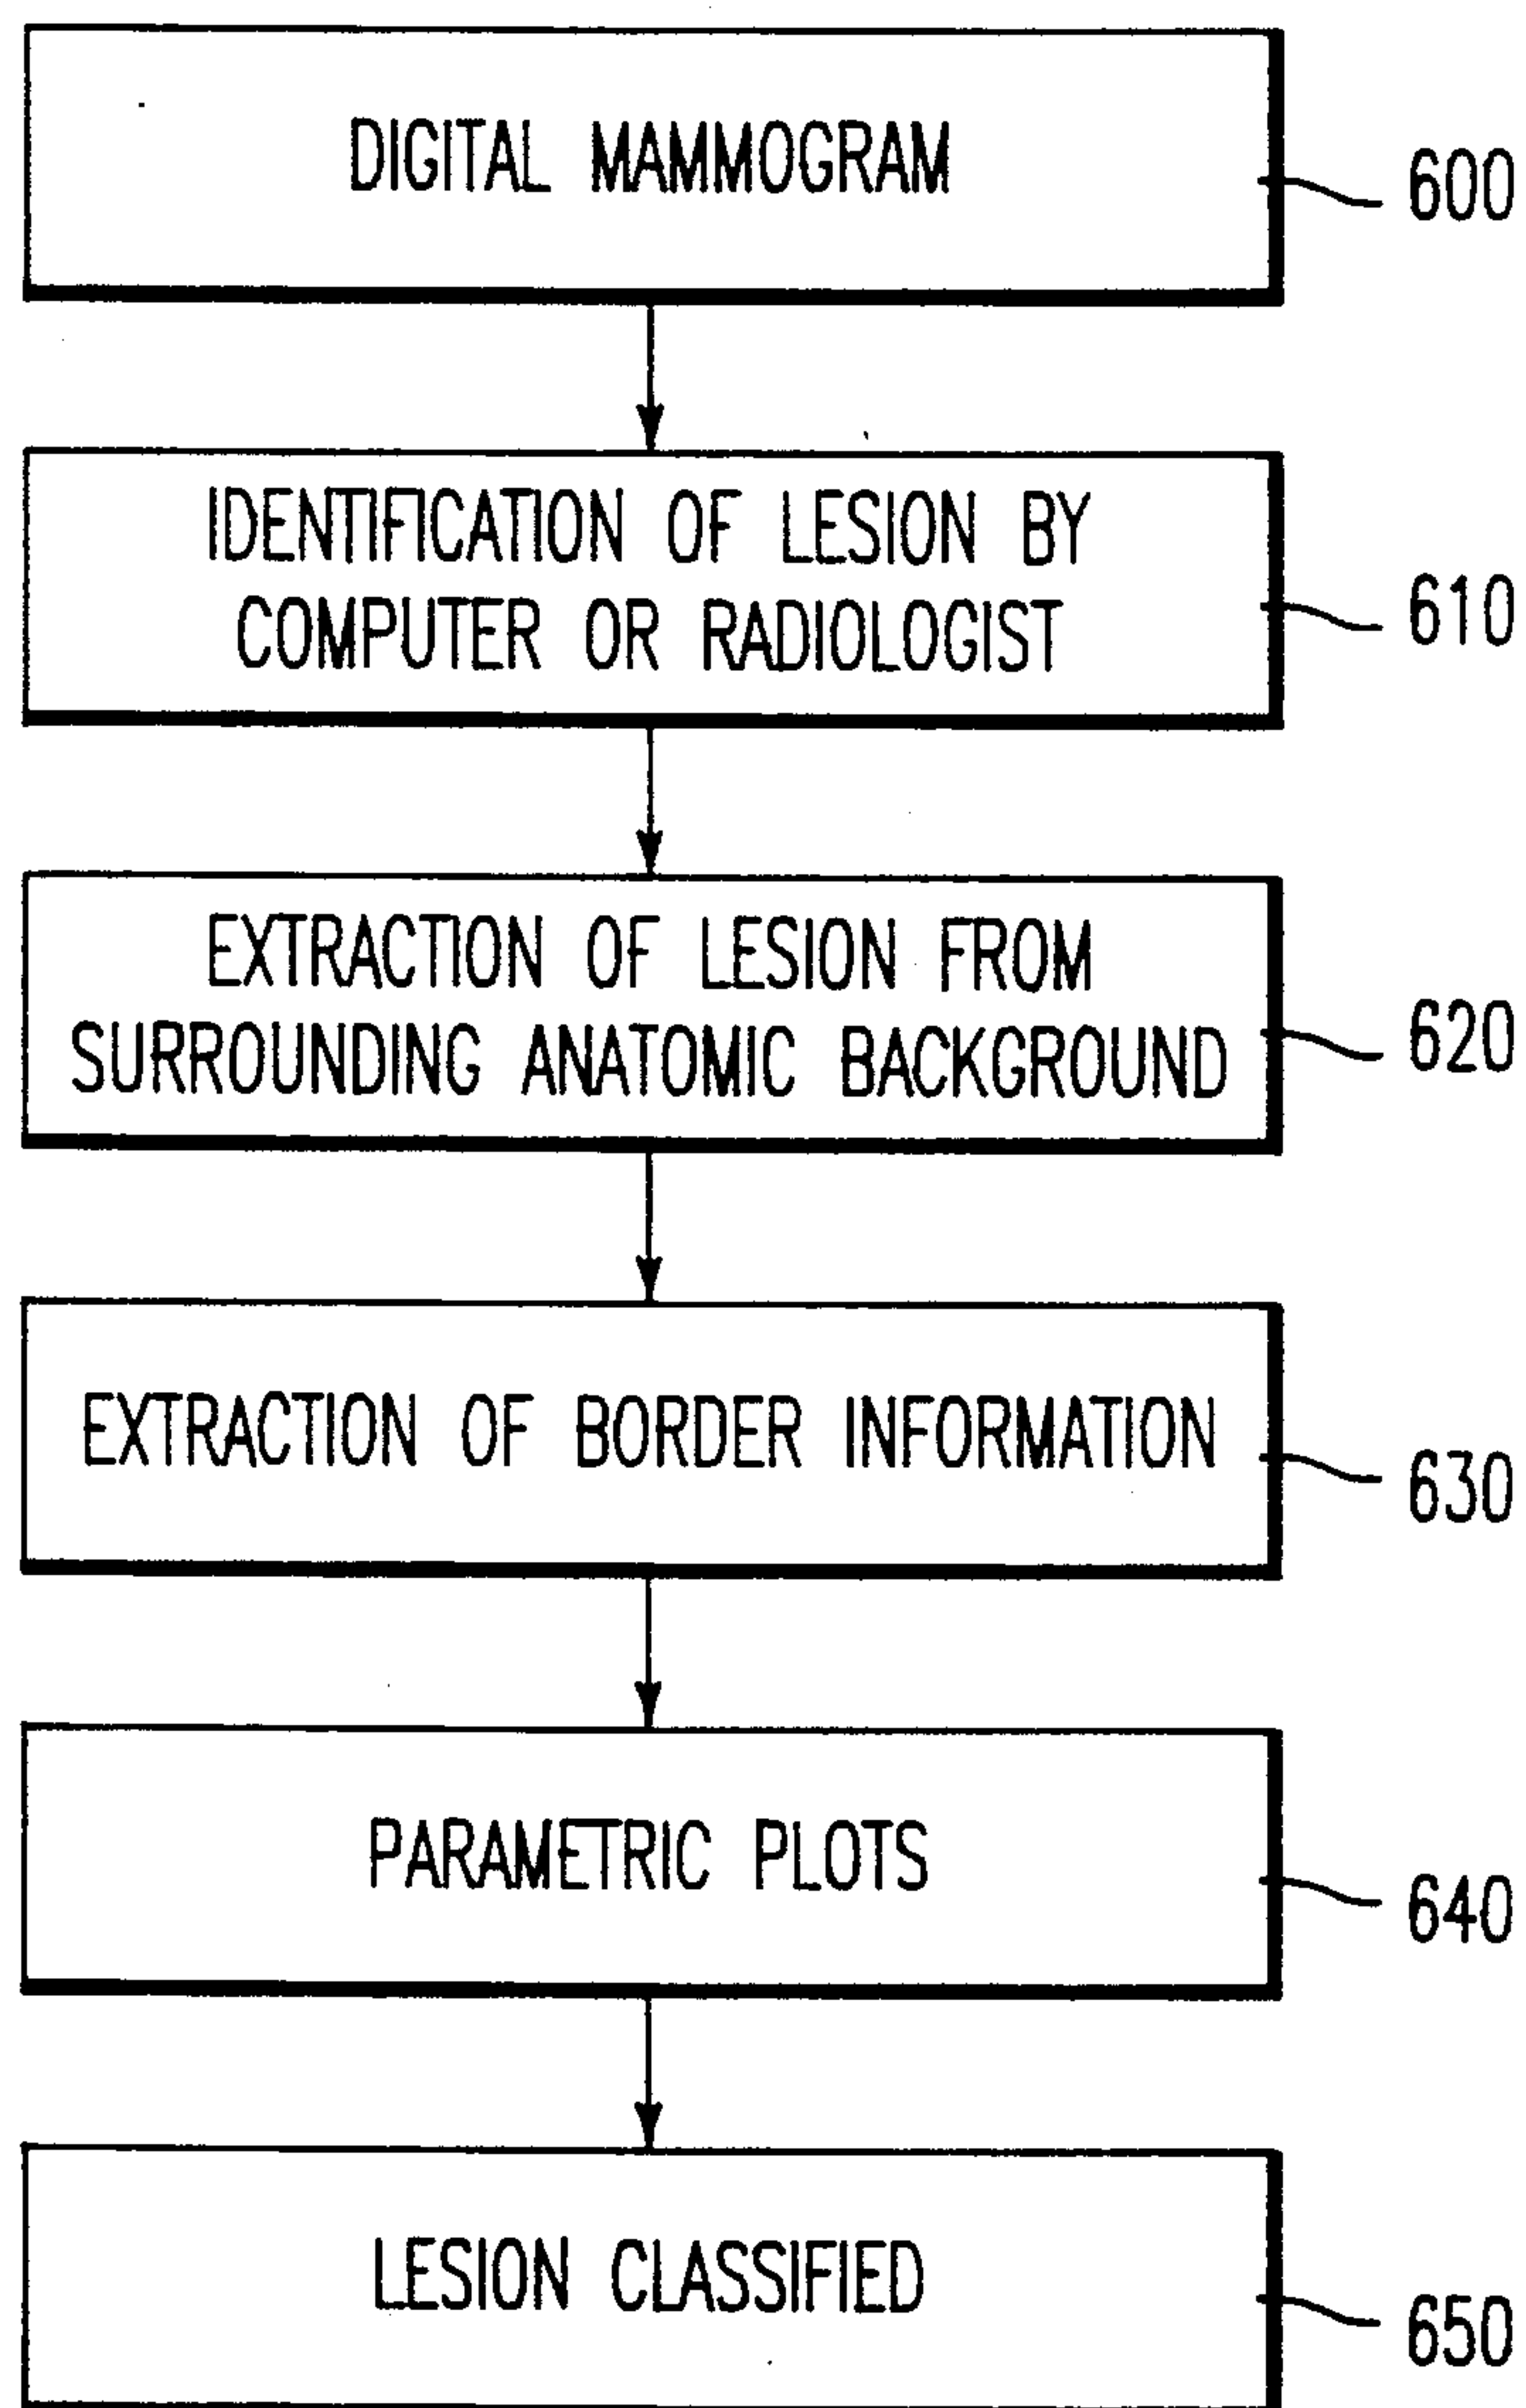 DIGITAL MAMMOGRAM
600
IDENTIFICATION OF LESION BY
COMPUTER OR RADIOLOGIST
610
EXTRACTION OF LESION FROM
SURROUNDING ANATOMIC BACKGROUND
620
EXTRACTION OF BORDER INFORMATION
630
PARAMETRIC PLOTS
640
LESION CLASSIFIED
650